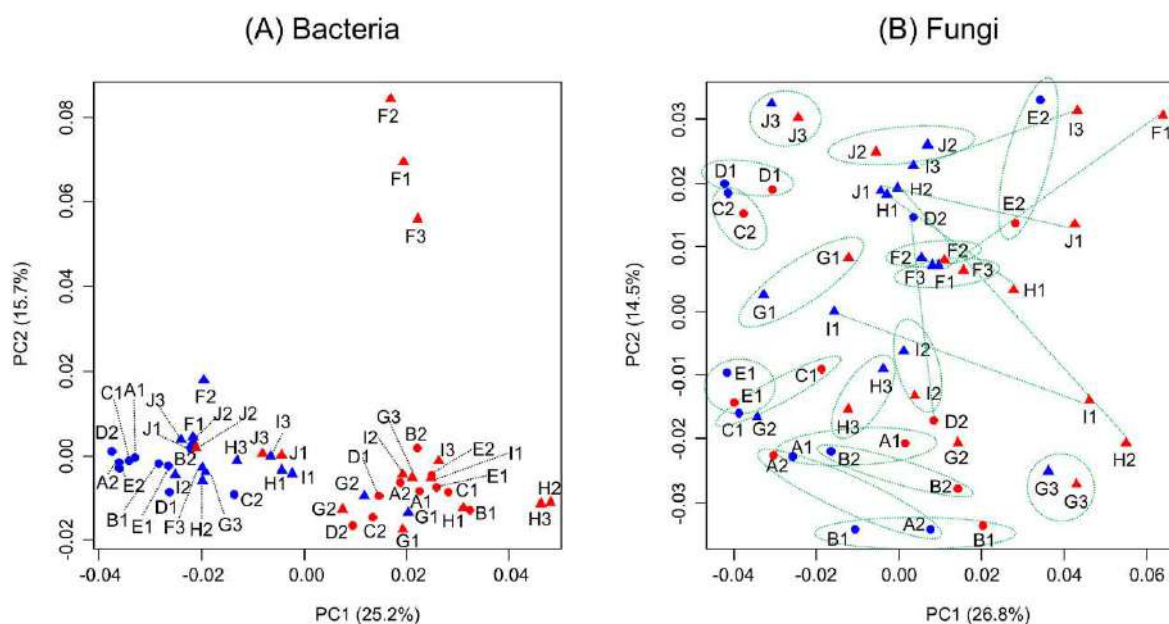 (A) Bacteria
(B) Fungi
F2
F1
F3
A1
C1
J3
D2
J1
F2
F1
J2
J2
I3
H3
J3
J1
B2
A2
E2
B1
E1
D1
I2
F3
H2
G3
C2
H1
I1
G3
B2
I2
I3
E2
I1
D1
E1
G2
A2
C1
G2
A1
H1
B1
H2
H3
D2
C2
G1
G1
0.08
0.06
0.04
0.02
0.00
-0.02
PC2 (15.7%)
-0.04
-0.02
0.00
0.02
0.04
PC1 (25.2%)
J3
J3
E2
I3
F1
J2
J2
I3
D1
D1
C2
C2
J1
H1
H2
D2
E2
J1
G1
G1
F2
F2
F3
F1
F3
H1
I1
I2
E1
C1
H3
I2
I1
E1
C1
G2
H3
D2
A1
A1
G2
H2
A2
B2
B2
G3
G3
A2
B1
B1
0.03
0.02
0.01
0.00
-0.01
-0.02
-0.03
PC2 (14.5%)
-0.04
-0.02
0.00
0.02
0.04
0.06
PC1 (26.8%)